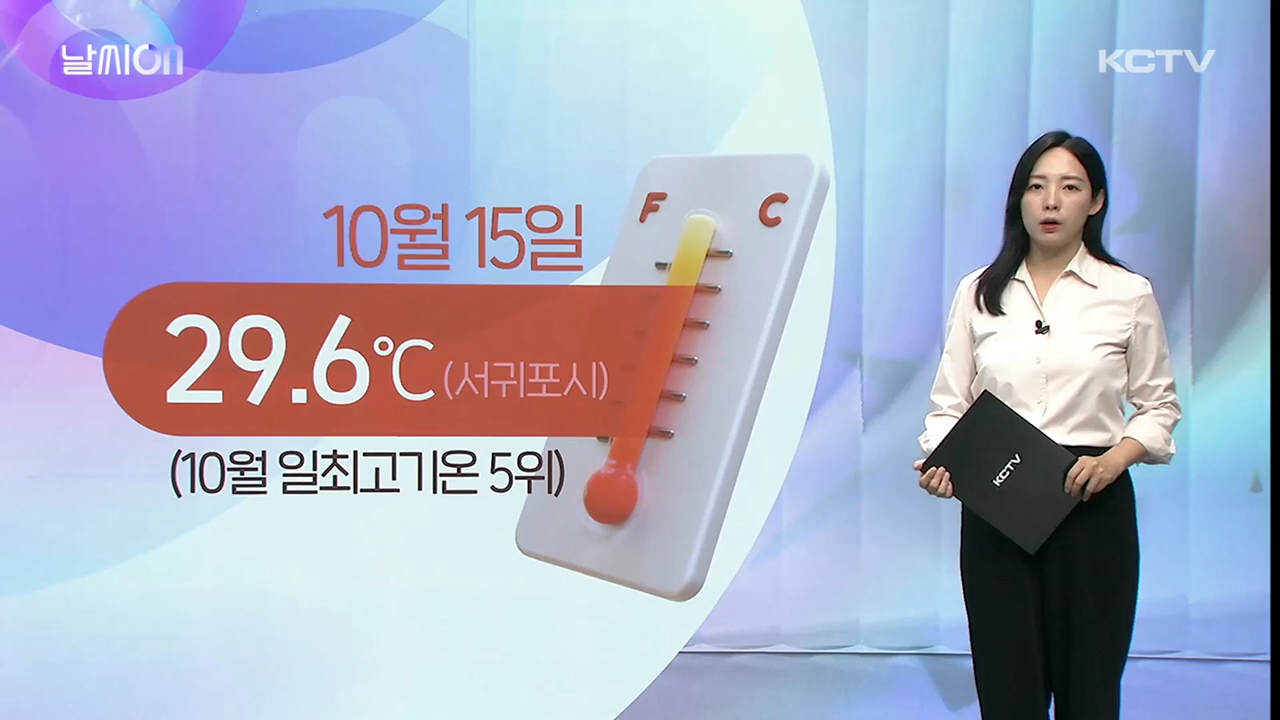 날씨on
KCTV
10월 15일
F C
29.6℃ (서귀포시)
(10월 일최고기온 5위)
KCTV